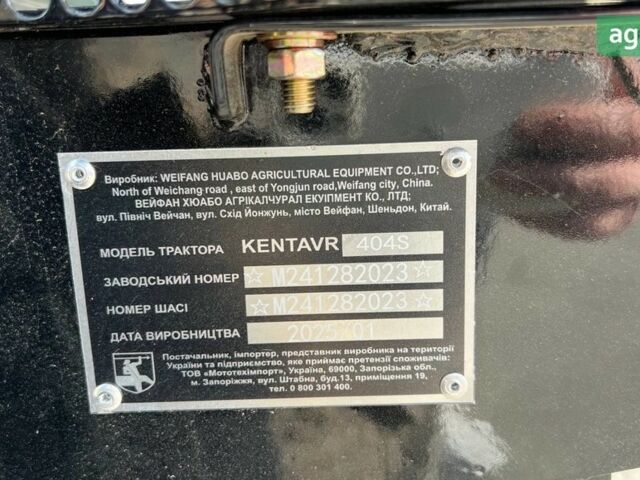 ag
Виробник: WEIFANG HUABO AGRICULTURAL EQUIPMENT CO.,LTD;
North of Weichang road , east of Yongjun road,Weifang city, China.
ВЕЙФАН ХЮАБО АГРІКАЛЧУРАЛ ЕКУІПМЕНТ КО., ЛТД;
вул. Північ Вейчан, вул. Схід Йонжунь, місто Вейфан, Шеньдон, Китай.
МОДЕЛЬ ТРАКТОРА KENTAVR 404S
ЗАВОДСЬКИЙ НОМЕР ☆M241282023☆
НОМЕР ШАСІ ☆M241282023☆
ДАТА ВИРОБНИЦТВА 2025/01
Постачальник, імпортер, представник виробника на території
України та підприємство, яке приймає претензії споживачів:
ТОВ «Мототехімпорт», Україна, 69000, Запорізька обл.,
м. Запоріжжя, вул. Штабна, буд.13, приміщення 19,
тел. 0 800 301 400.